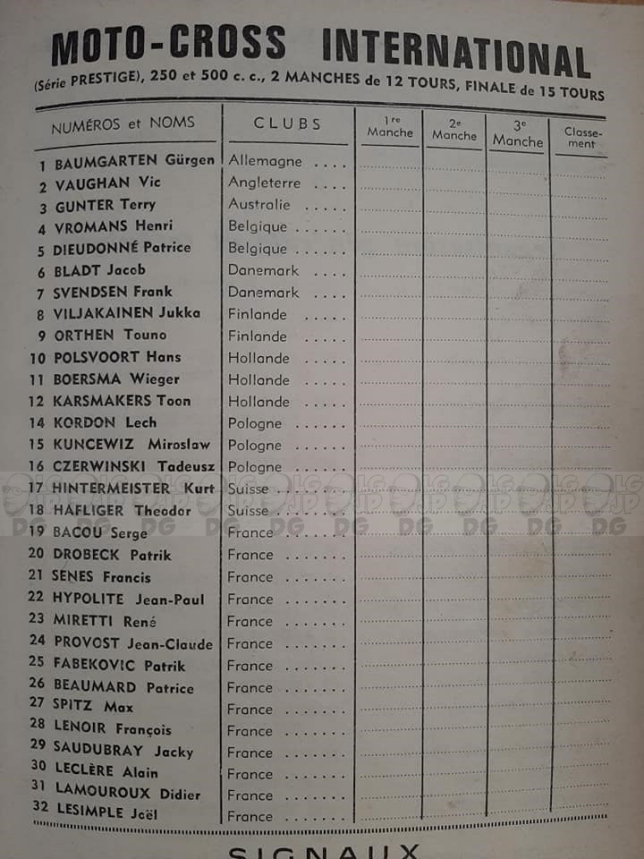 MOTO-CROSS INTERNATIONAL
(Série PRESTIGE), 250 et 500 c. c., 2 MANCHES de 12 TOURS, FINALE de 15 TOURS
NUMÉROS et NOMS CLUBS 1re Manche 2e Manche 3e Manche Classe-ment
1 BAUMGARTEN Gürgen Allemagne ....
2 VAUGHAN Vic Angleterre ....
3 GUNTER Terry Australie .....
4 VROMANS Henri Belgique ......
5 DIEUDONNÉ Patrice Belgique ......
6 BLADT Jacob Danemark ....
7 SVENDSEN Frank Danemark ....
8 VILJAKAINEN Jukka Finlande .....
9 ORTHEN Touno Finlande .....
10 POLSVOORT Hans Hollande .....
11 BOERSMA Wieger Hollande .....
12 KARSMAKERS Toon Hollande .....
14 KORDON Lech Pologne ......
15 KUNCEWIZ Miroslaw Pologne ......
16 CZERWINSKI Tadeusz Pologne ......
17 HINTERMEISTER Kurt Suisse ........
18 HAFLIGER Theodor Suisse ........
19 BACOU Serge France .......
20 DROBECK Patrik France .......
21 SENES Francis France .......
22 HYPOLITE Jean-Paul France .......
23 MIRETTI René France .......
24 PROVOST Jean-Claude France .......
25 FABEKOVIC Patrik France .......
26 BEAUMARD Patrice France .......
27 SPITZ Max France .......
28 LENOIR François France .......
29 SAUDUBRAY Jacky France .......
30 LECLÈRE Alain France .......
31 LAMOUROUX Didier France .......
32 LESIMPLE Joël France .......
SIGNAUX